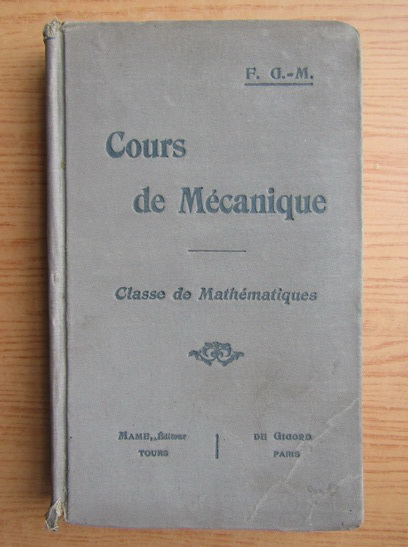 F. G.-M.
Cours
de Mécanique
Classe de Mathématiques
MAME, Éditeur
TOURS
DE GIGORD
PARIS